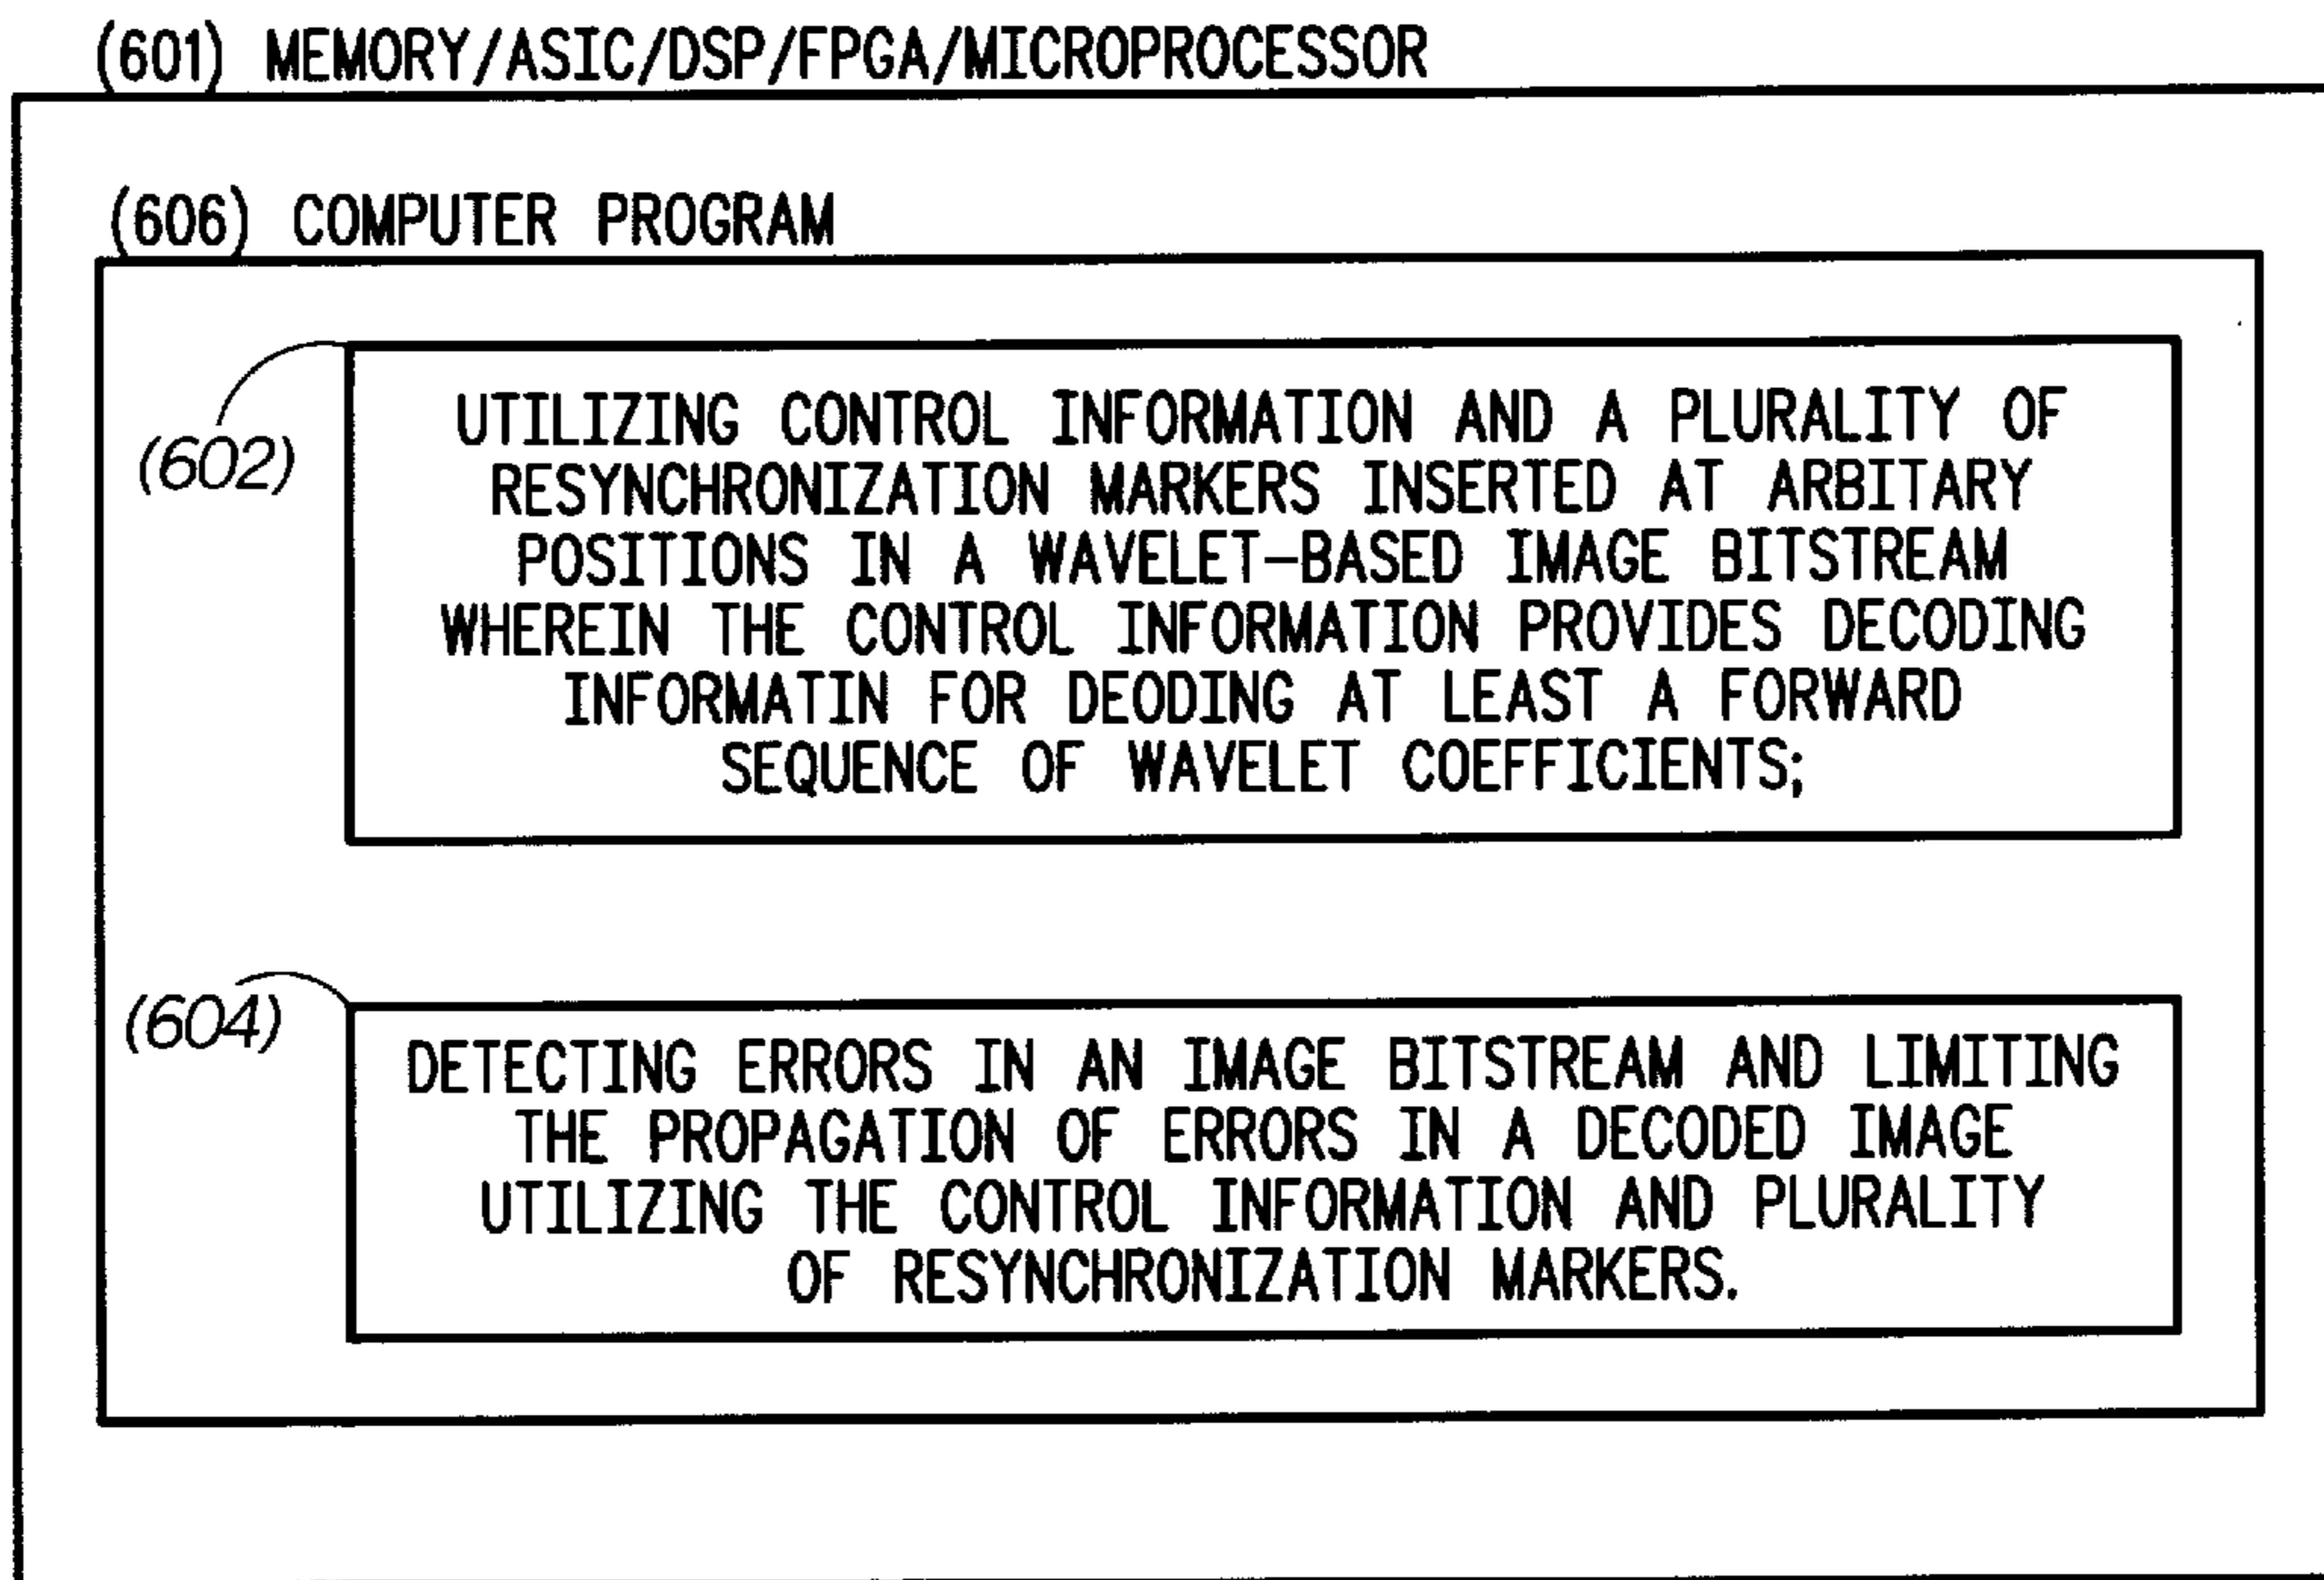 (601) MEMORY/ASIC/DSP/FPGA/MICROPROCESSOR
(606) COMPUTER PROGRAM
(602)
UTILIZING CONTROL INFORMATION AND A PLURALITY OF
RESYNCHRONIZATION MARKERS INSERTED AT ARBITARY
POSITIONS IN A WAVELET-BASED IMAGE BITSTREAM
WHEREIN THE CONTROL INFORMATION PROVIDES DECODING
INFORMATIN FOR DEODING AT LEAST A FORWARD
SEQUENCE OF WAVELET COEFFICIENTS;
(604)
DETECTING ERRORS IN AN IMAGE BITSTREAM AND LIMITING
THE PROPAGATION OF ERRORS IN A DECODED IMAGE
UTILIZING THE CONTROL INFORMATION AND PLURALITY
OF RESYNCHRONIZATION MARKERS.